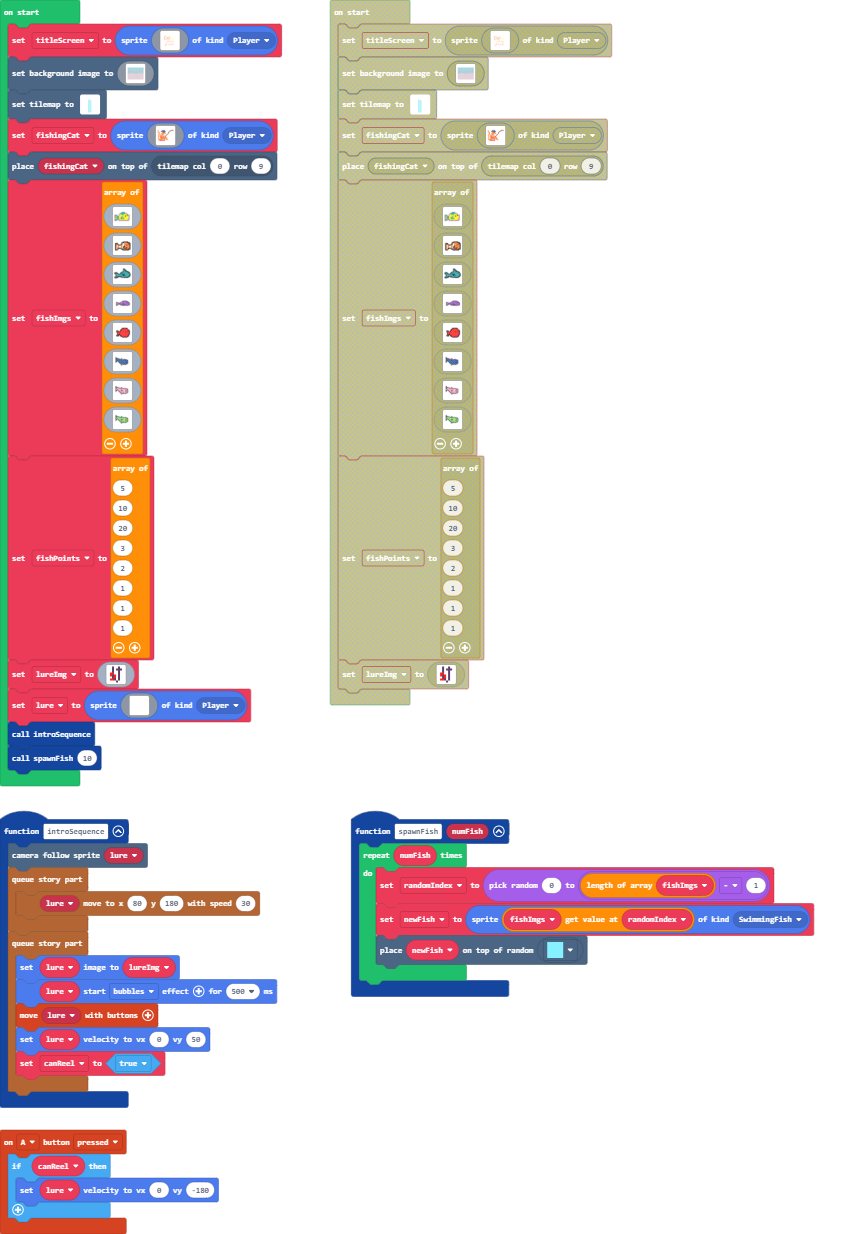 on start
set titleScreen to sprite of kind Player
set background image to
set tilemap to
set fishingCat to sprite of kind Player
place fishingCat on top of tilemap col 0 row 9
array of
set fishImgs to
array of
5
10
20
3
set fishPoints to
2
1
1
1
set lureImg to
set lure to sprite of kind Player
call introSequence
call spawnFish 10
on start
set titleScreen to sprite of kind Player
set background image to
set tilemap to
set fishingCat to sprite of kind Player
place fishingCat on top of tilemap col 0 row 9
array of
set fishImgs to
array of
5
10
20
3
set fishPoints to
2
1
1
1
set lureImg to
function introSequence
camera follow sprite lure
queue story part
lure move to x 80 y 180 with speed 30
queue story part
set lure image to lureImg
lure start bubbles effect for 500 ms
move lure with buttons
set lure velocity to vx 0 vy 50
set canReel to true
function spawnFish numFish
repeat numFish times
do
set randomIndex to pick random 0 to length of array fishImgs - 1
set newFish to sprite fishImgs get value at randomIndex of kind SwimmingFish
place newFish on top of random
on A button pressed
if canReel then
set lure velocity to vx 0 vy -180